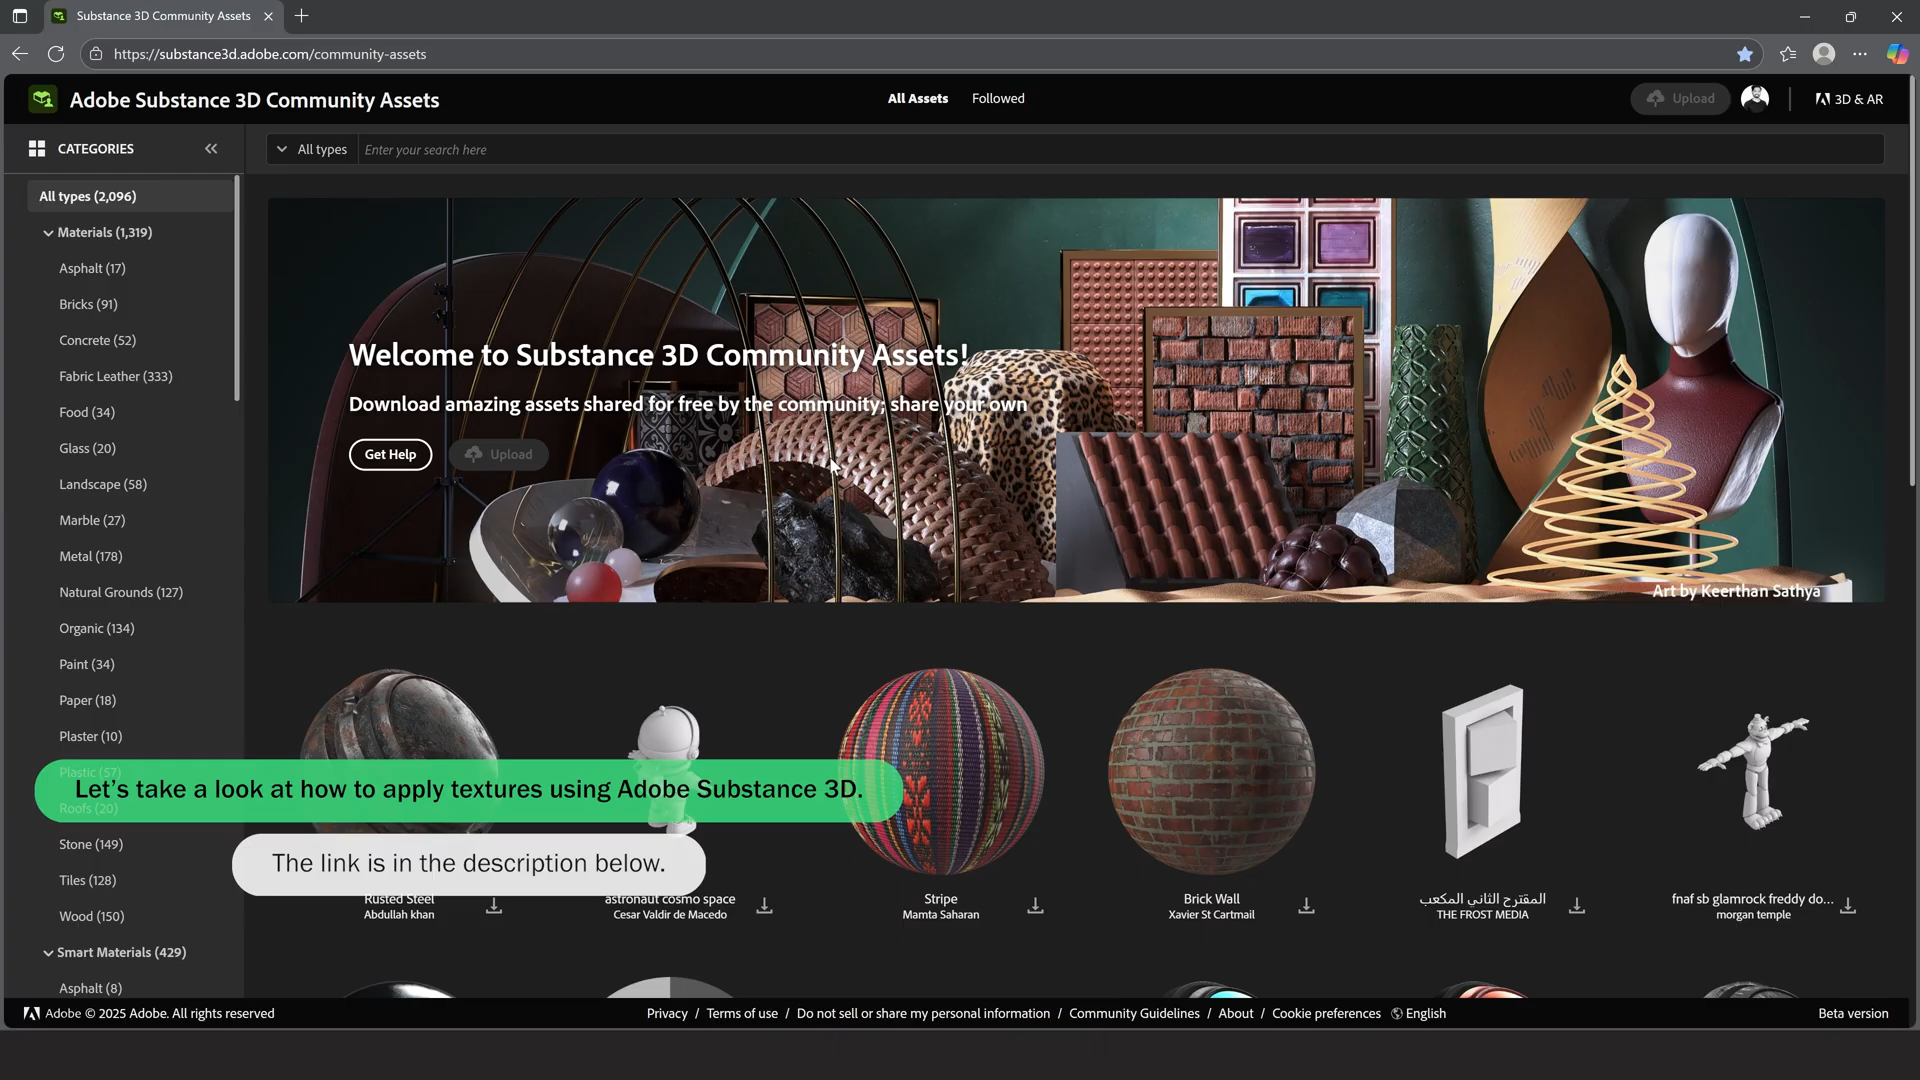 Substance 3D Community Assets
https://substance3d.adobe.com/community-assets
Adobe Substance 3D Community Assets
All Assets
Followed
Upload
3D & AR
CATEGORIES
All types
Enter your search here
All types (2,096)
Materials (1,319)
Asphalt (17)
Bricks (91)
Concrete (52)
Fabric Leather (333)
Food (34)
Glass (20)
Landscape (58)
Marble (27)
Metal (178)
Natural Grounds (127)
Organic (134)
Paint (34)
Paper (18)
Plaster (10)
Plastic (57)
Roofs (20)
Stone (149)
Tiles (128)
Wood (150)
Smart Materials (429)
Asphalt (8)
Welcome to Substance 3D Community Assets!
Download amazing assets shared for free by the community; share your own
Get Help
Upload
Art by Keerthan Sathya
Let's take a look at how to apply textures using Adobe Substance 3D.
The link is in the description below.
Rusted Steel
Abdullah khan
astronaut cosmo space
Cesar Valdir de Macedo
Stripe
Mamta Saharan
Brick Wall
Xavier St Cartmail
المقترح الثاني المكعب
THE FROST MEDIA
fnaf sb glamrock freddy do...
morgan temple
Adobe © 2025 Adobe. All rights reserved
Privacy / Terms of use / Do not sell or share my personal information / Community Guidelines / About / Cookie preferences
English
Beta version